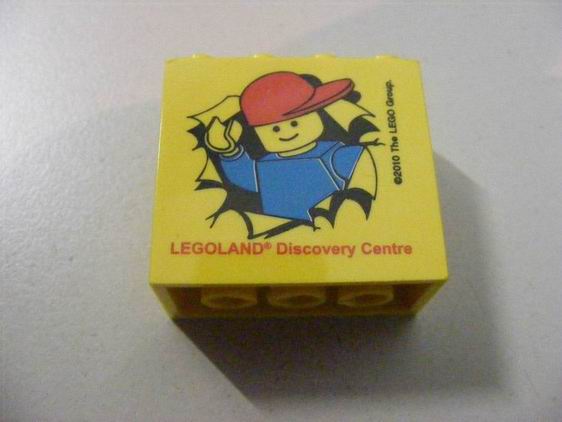 ©2010 The LEGO Group.
LEGOLAND® Discovery Centre